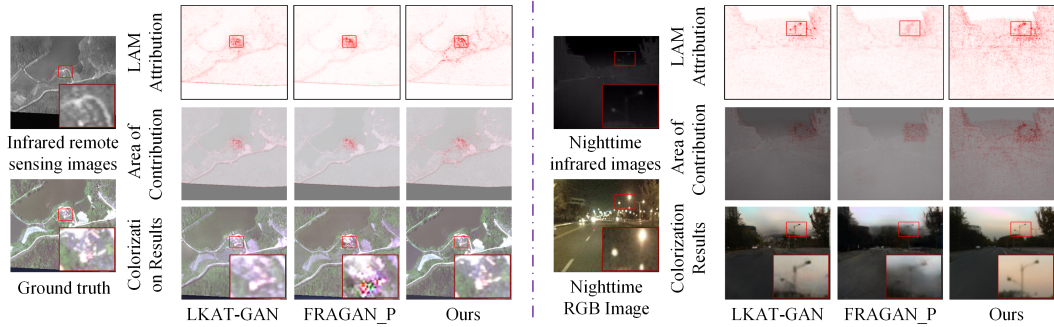 LAM
Attribution
Infrared remote
sensing images
Area of
Contribution
Ground truth
Colorizati
on Results
LKAT-GAN
FRAGAN_P
Ours
LAM
Attribution
Nighttime
infrared images
Area of
Contribution
Nighttime
RGB Image
Colorization
Results
LKAT-GAN
FRAGAN_P
Ours